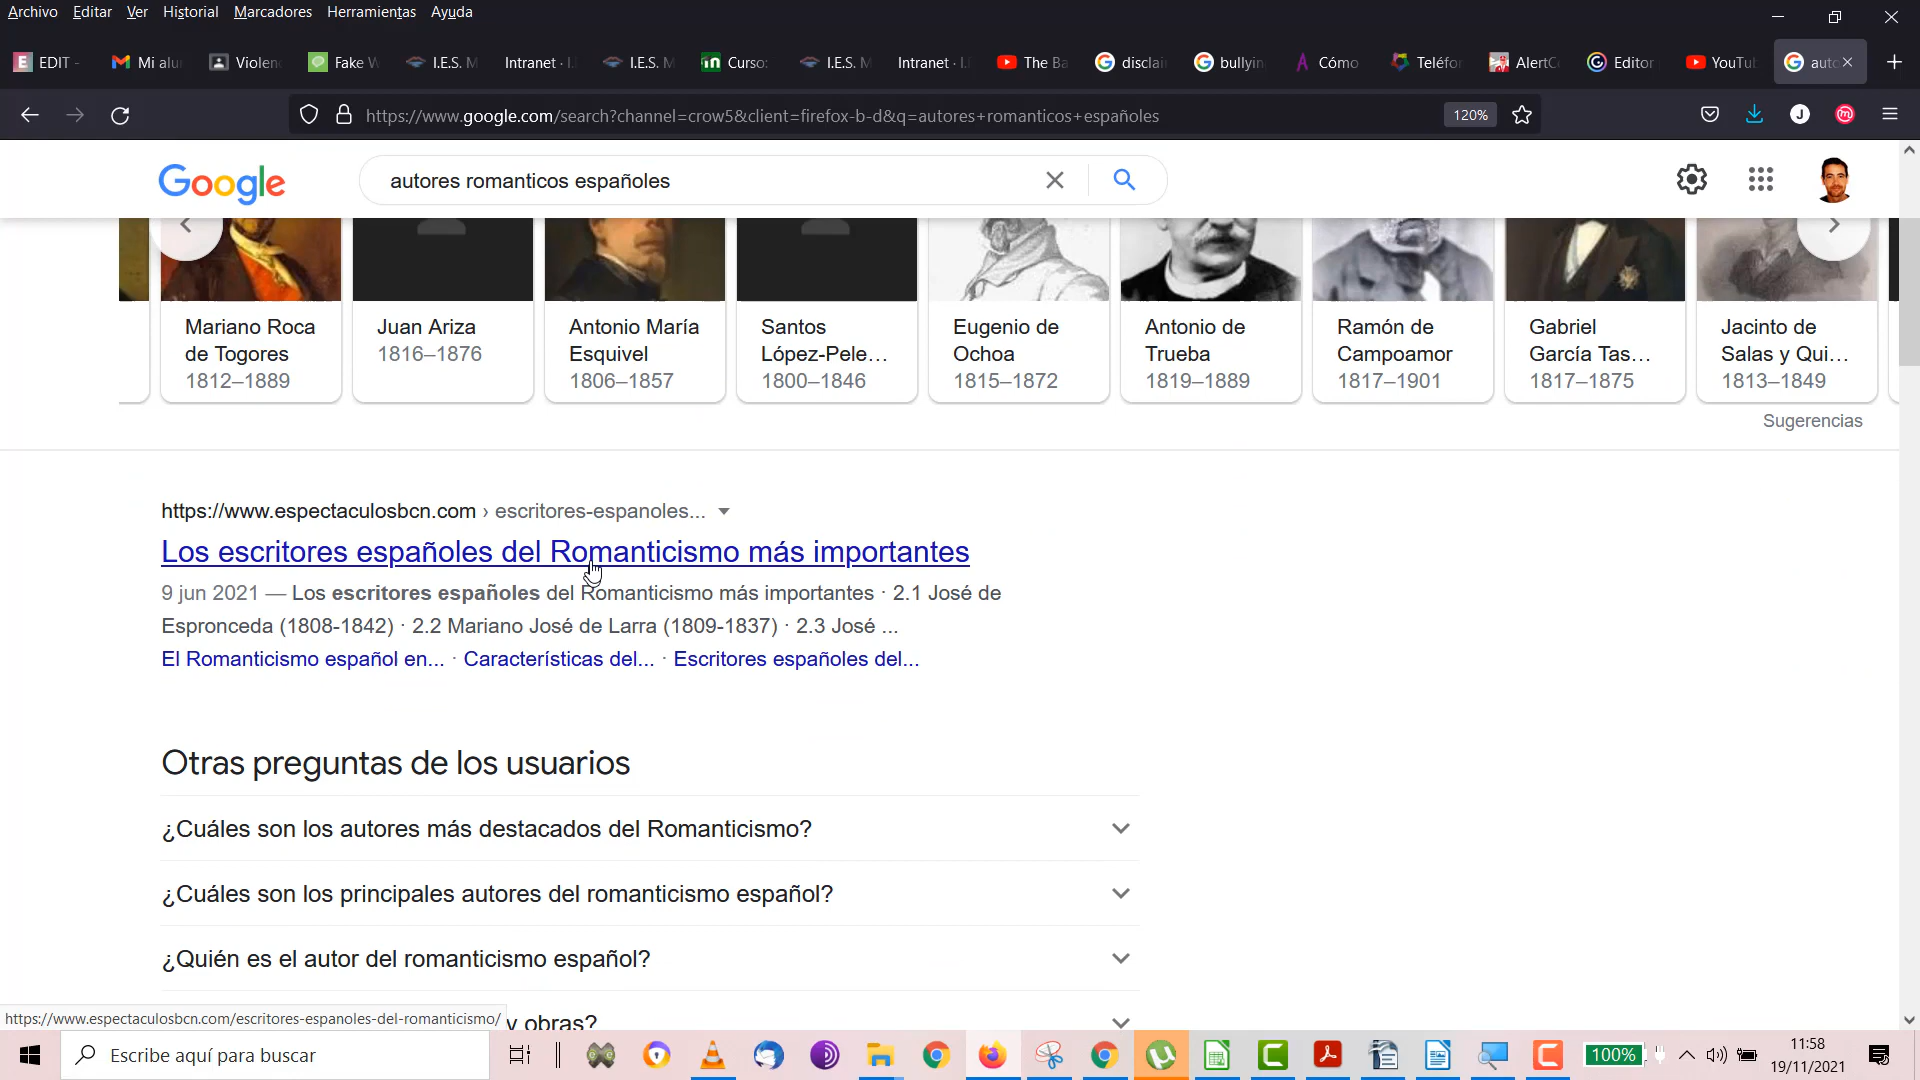 Archivo Editar Ver Historial Marcadores Herramientas Ayuda
EDIT - Mi alu Violen Fake W I.E.S. M Intranet · I. I.E.S. M Curso: I.E.S. M Intranet · I. The Ba disclai bullyin Cómo Teléfo AlertC Editor YouTu auto
https://www.google.com/search?channel=crow5&client=firefox-b-d&q=autores+romanticos+españoles 120%
Google autores romanticos españoles
Mariano Roca
de Togores
1812–1889
Juan Ariza
1816–1876
Antonio María
Esquivel
1806–1857
Santos
López-Pele...
1800–1846
Eugenio de
Ochoa
1815–1872
Antonio de
Trueba
1819–1889
Ramón de
Campoamor
1817–1901
Gabriel
García Tas...
1817–1875
Jacinto de
Salas y Qui...
1813–1849
Sugerencias
https://www.espectaculosbcn.com › escritores-espanoles...
Los escritores españoles del Romanticismo más importantes
9 jun 2021 — Los escritores españoles del Romanticismo más importantes · 2.1 José de
Espronceda (1808-1842) · 2.2 Mariano José de Larra (1809-1837) · 2.3 José ...
El Romanticismo español en... · Características del... · Escritores españoles del...
Otras preguntas de los usuarios
¿Cuáles son los autores más destacados del Romanticismo?
¿Cuáles son los principales autores del romanticismo español?
¿Quién es el autor del romanticismo español?
y obras?
https://www.espectaculosbcn.com/escritores-espanoles-del-romanticismo/
Escribe aquí para buscar
100%
11:58
19/11/2021